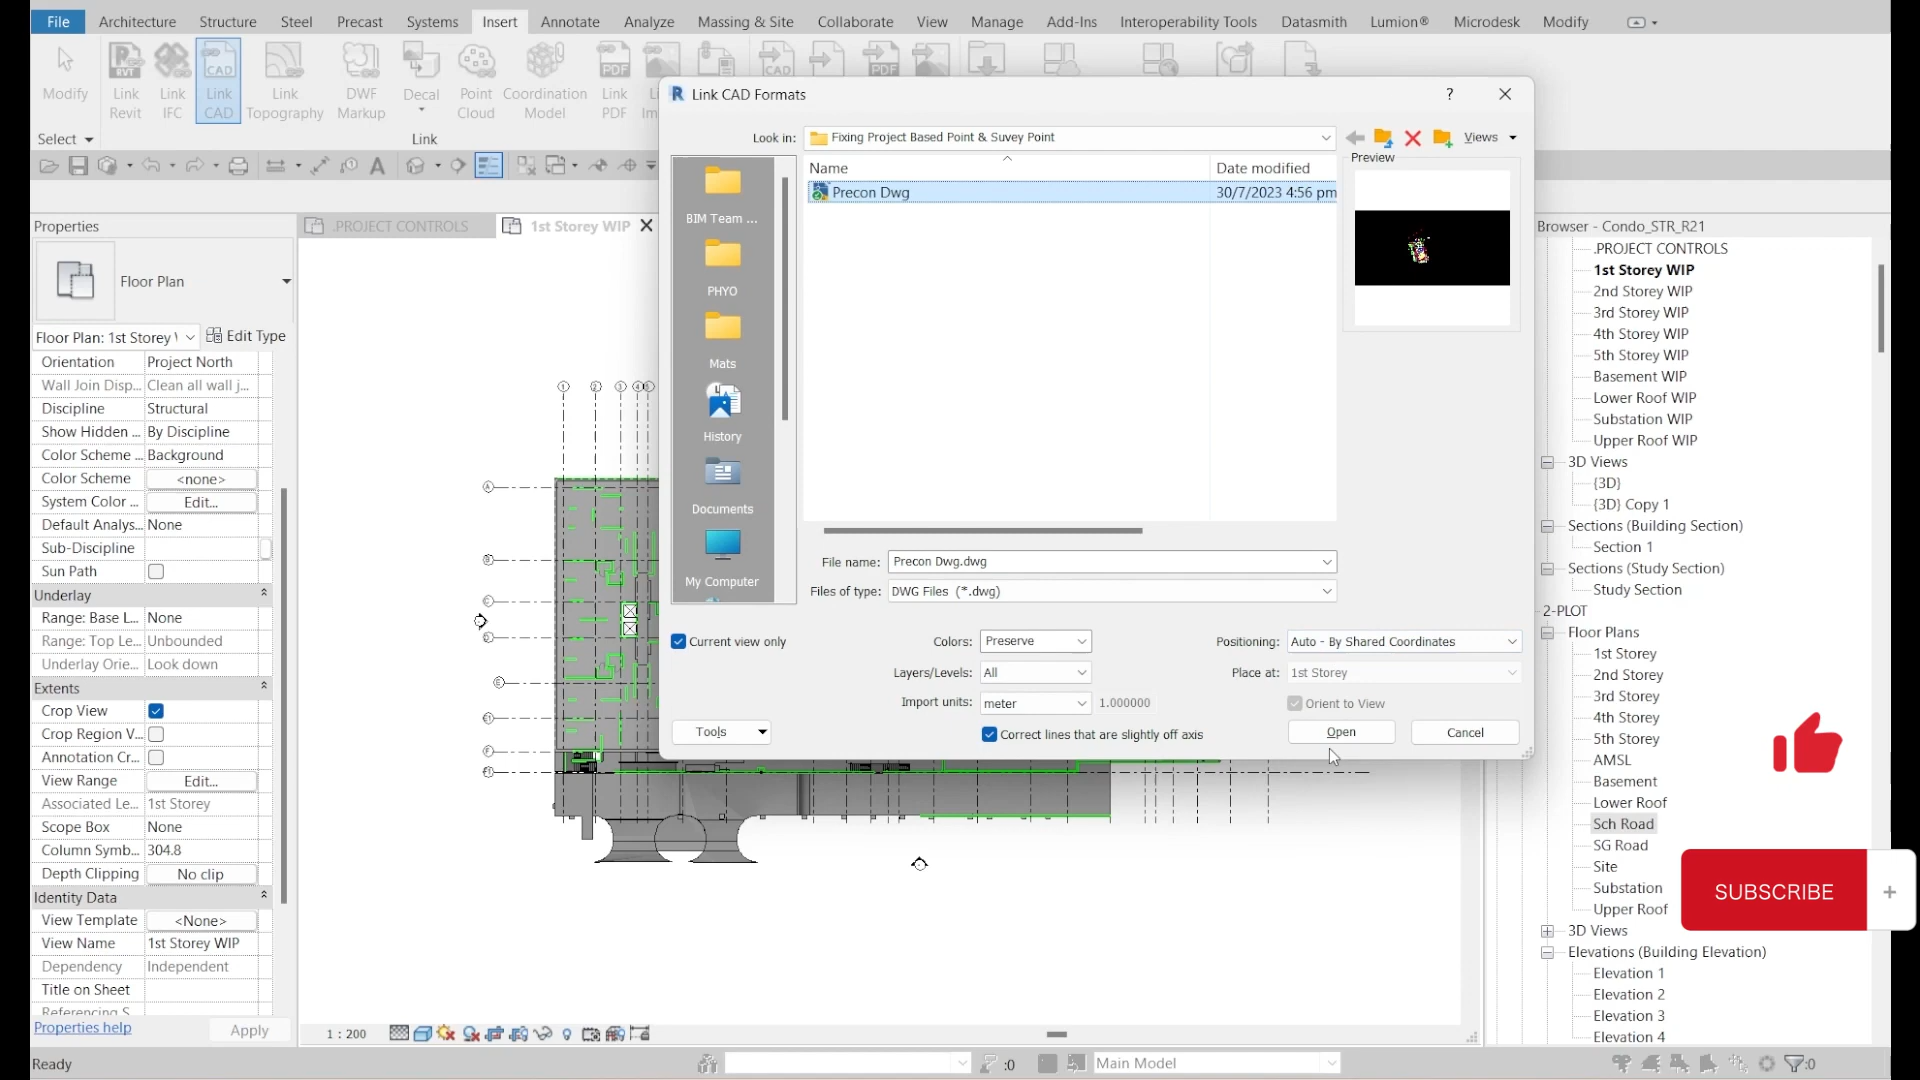 File Architecture Structure Steel Precast Systems Insert Annotate Analyze Massing & Site Collaborate View Manage Add-Ins Interoperability Tools Datasmith Lumion® Microdesk Modify
Modify
Link Revit
Link IFC
Link CAD
Link Topography
DWF Markup
Decal
Point Cloud
Coordination Model
Link PDF
Select
Link
Properties
Floor Plan
Floor Plan: 1st Storey
Edit Type
Orientation Project North
Wall Join Disp... Clean all wall j...
Discipline Structural
Show Hidden ... By Discipline
Color Scheme ... Background
Color Scheme <none>
System Color ... Edit...
Default Analys... None
Sub-Discipline
Sun Path
Underlay
Range: Base L... None
Range: Top Le... Unbounded
Underlay Orie... Look down
Extents
Crop View
Crop Region V...
Annotation Cr...
View Range Edit...
Associated Le... 1st Storey
Scope Box None
Column Symb... 304.8
Depth Clipping No clip
Identity Data
View Template <None>
View Name 1st Storey WIP
Dependency Independent
Title on Sheet
Referencing S...
Properties help Apply
Ready
.PROJECT CONTROLS
1st Storey WIP
1 : 200
:0
Main Model
:0
Link CAD Formats
?
Look in: Fixing Project Based Point & Suvey Point
Views
Name Date modified
Precon Dwg 30/7/2023 4:56 pm
Preview
BIM Team ...
PHYO
Mats
History
Documents
My Computer
File name: Precon Dwg.dwg
Files of type: DWG Files (*.dwg)
Current view only
Colors: Preserve
Positioning: Auto - By Shared Coordinates
Layers/Levels: All
Place at: 1st Storey
Import units: meter 1.000000
Orient to View
Correct lines that are slightly off axis
Tools
Open
Cancel
Browser - Condo_STR_R21
.PROJECT CONTROLS
1st Storey WIP
2nd Storey WIP
3rd Storey WIP
4th Storey WIP
5th Storey WIP
Basement WIP
Lower Roof WIP
Substation WIP
Upper Roof WIP
3D Views
{3D}
{3D} Copy 1
Sections (Building Section)
Section 1
Sections (Study Section)
Study Section
2-PLOT
Floor Plans
1st Storey
2nd Storey
3rd Storey
4th Storey
5th Storey
AMSL
Basement
Lower Roof
Sch Road
SG Road
Site
Substation
Upper Roof
3D Views
Elevations (Building Elevation)
Elevation 1
Elevation 2
Elevation 3
Elevation 4
SUBSCRIBE +